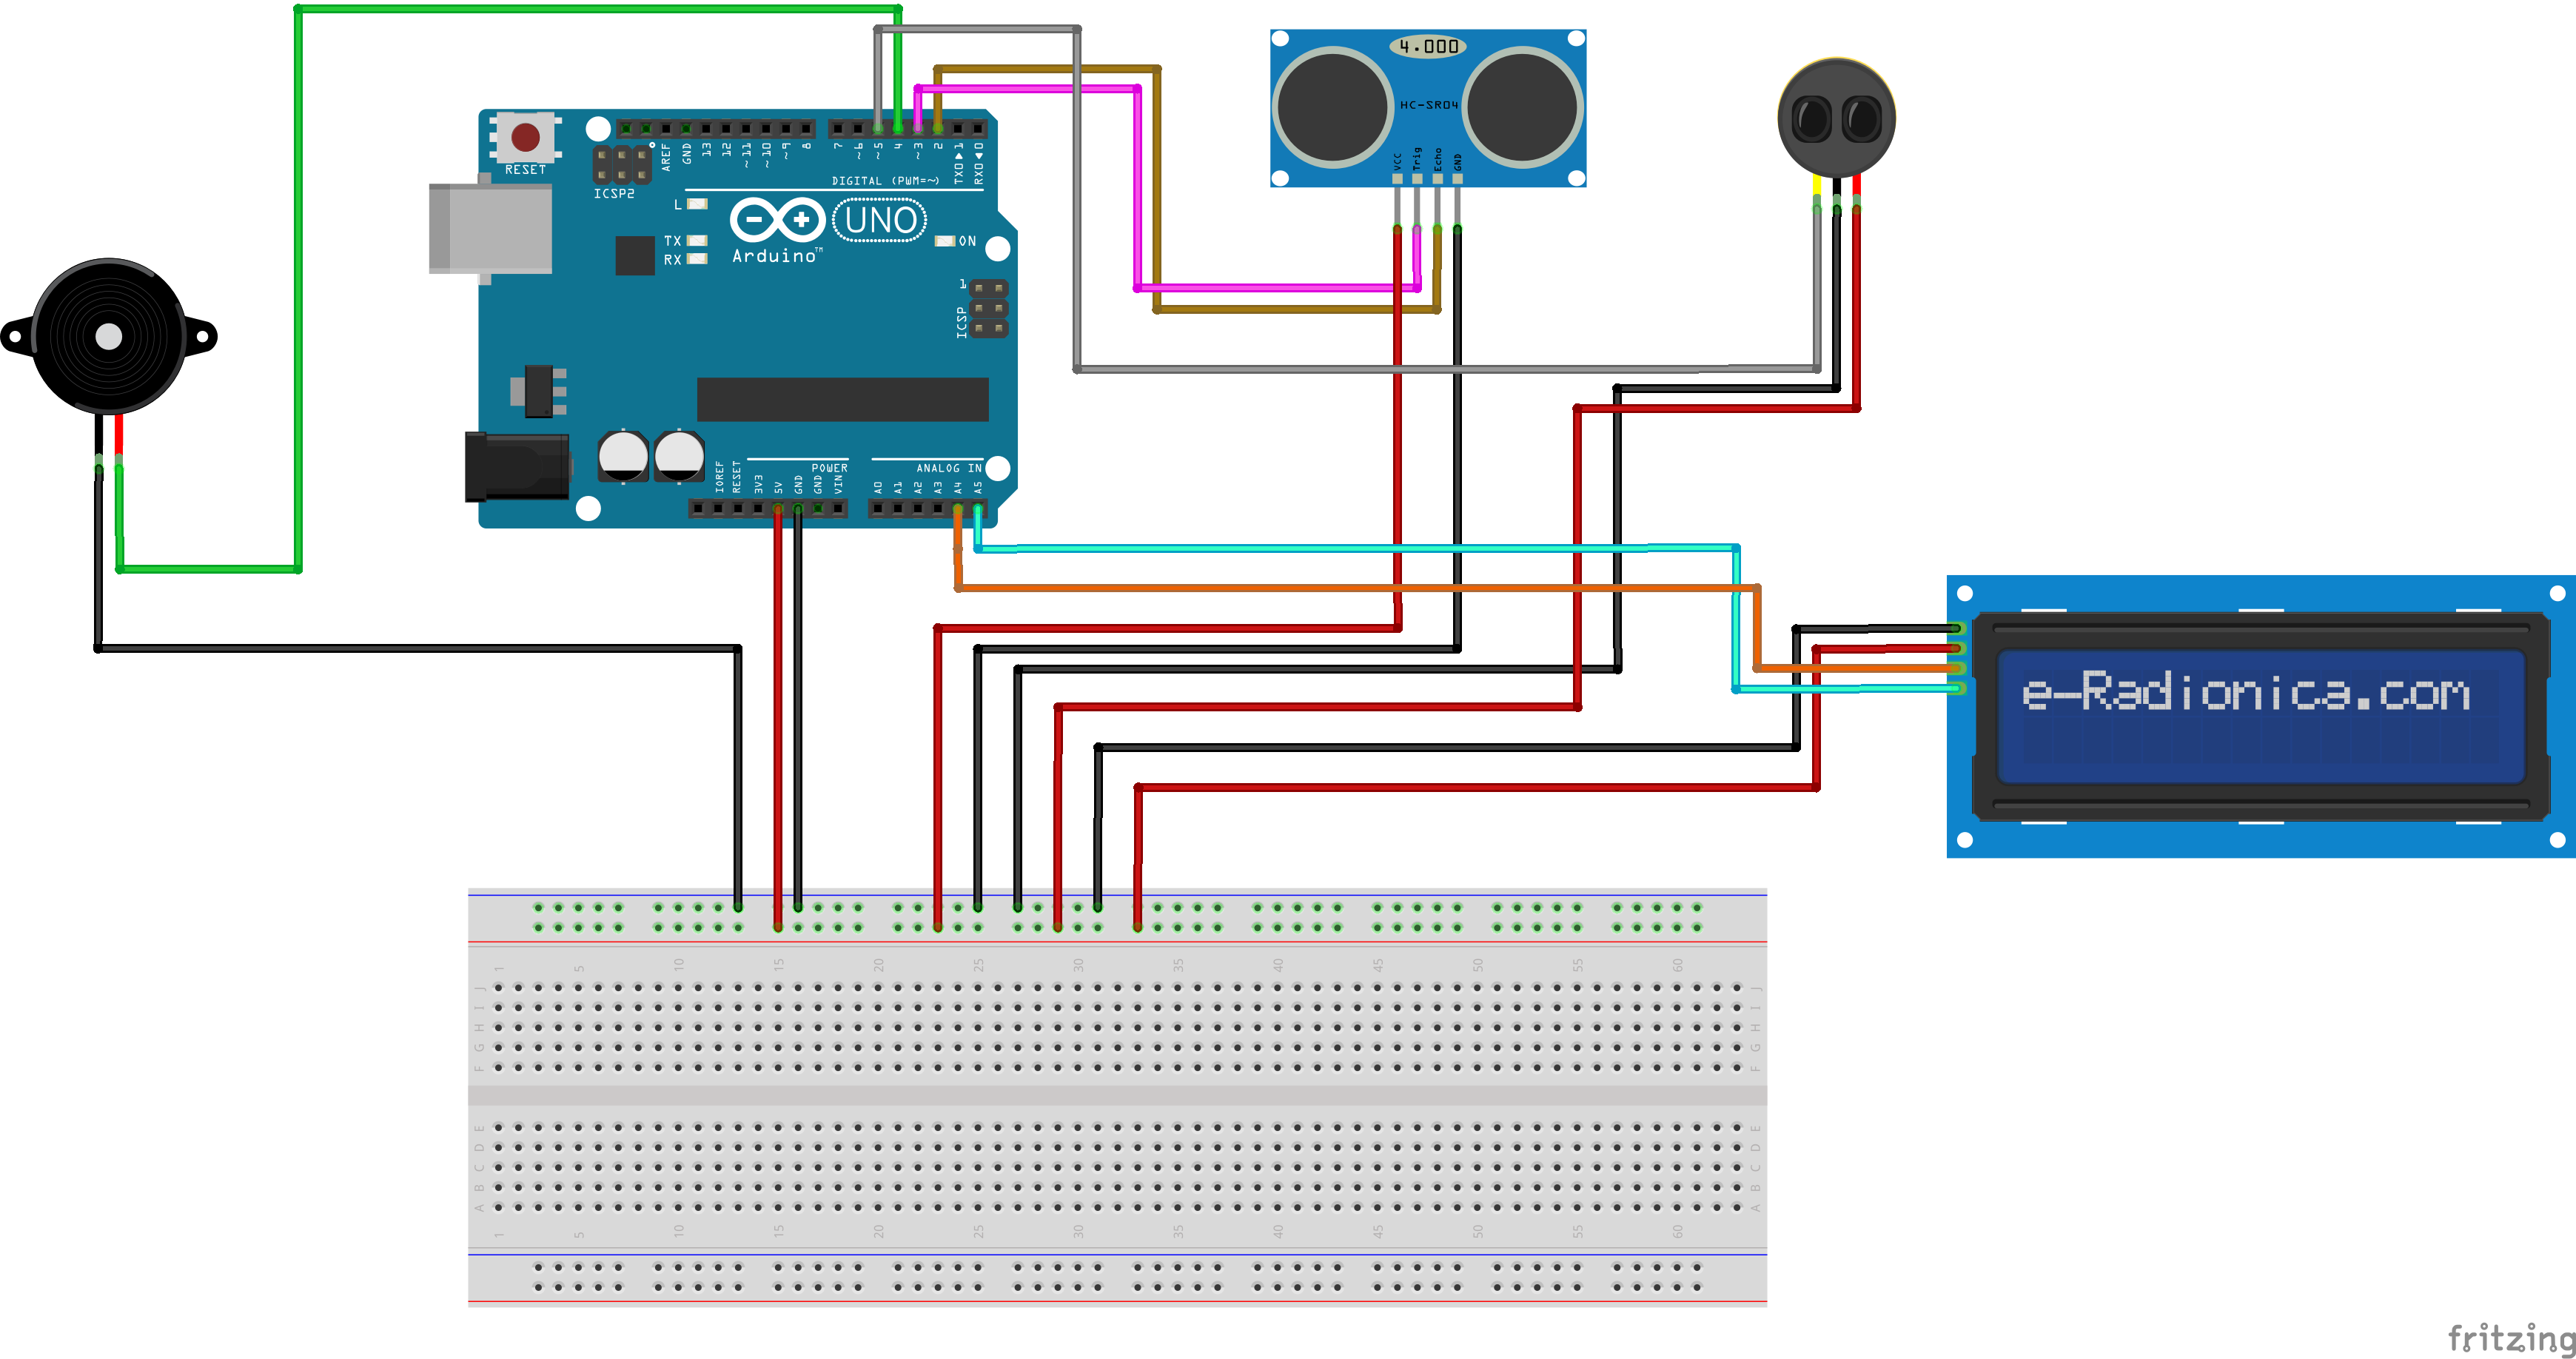 4.000
HC-SR04
VCC
Trig
Echo
GND
RESET
ICSP2
AREF
GND
13
12
~11
~10
~9
8
7
~6
~5
4
~3
2
TX0▶1
RX0◀0
DIGITAL (PWM=~)
L
TX
RX
UNO
Arduino™
ON
1
ICSP
IOREF
RESET
3V3
5V
GND
GND
VIN
POWER
A0
A1
A2
A3
A4
A5
ANALOG IN
e-Radionica.com
1 5 10 15 20 25 30 35 40 45 50 55 60
J J
I I
H H
G G
F F
E E
D D
C C
B B
A A
1 5 10 15 20 25 30 35 40 45 50 55 60
fritzing